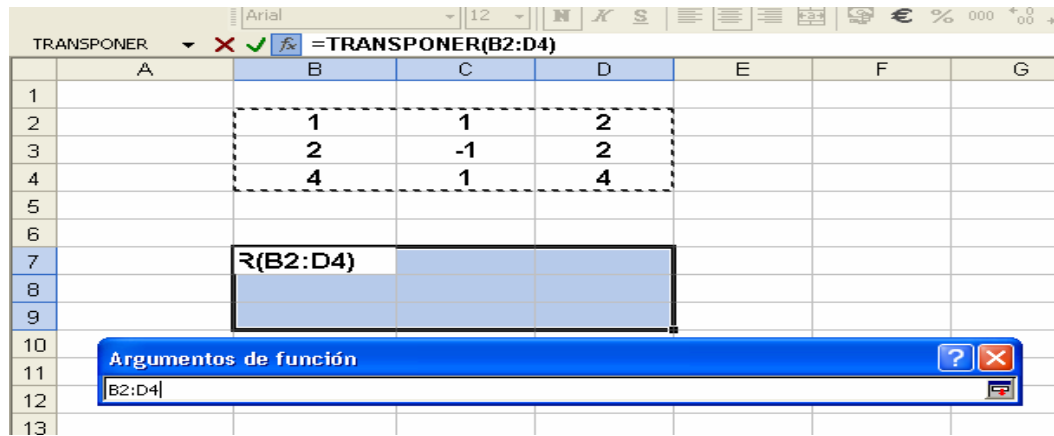 Arial 12 N K S € % 000
TRANSPONER =TRANSPONER(B2:D4)
A B C D E F G
1
2 1 1 2
3 2 -1 2
4 4 1 4
5
6
7 R(B2:D4)
8
9
10
Argumentos de función ?
11
B2:D4
12
13